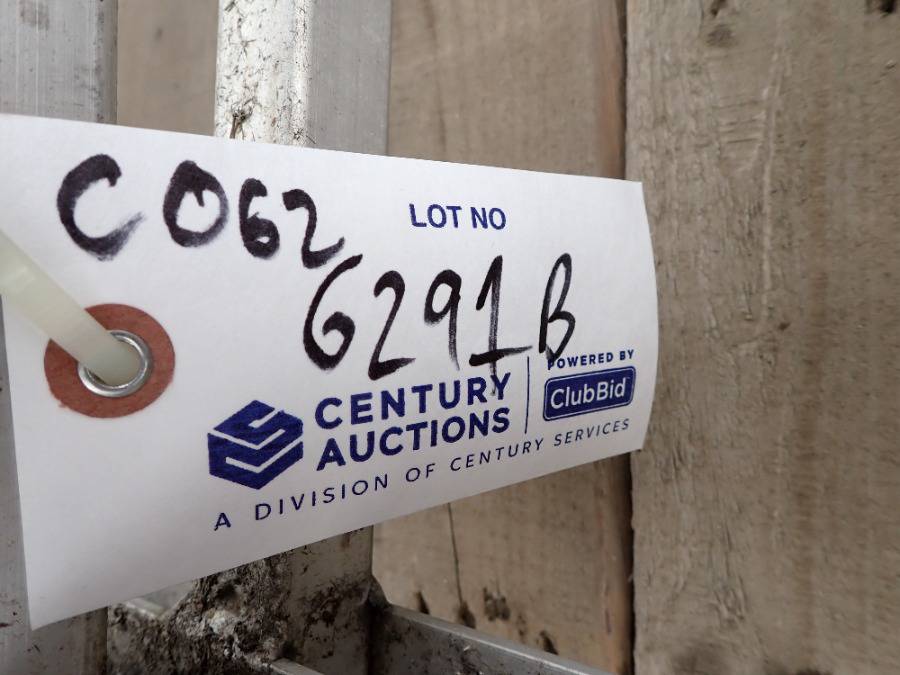 C062
LOT NO
6291B
CENTURY
AUCTIONS
POWERED BY
ClubBid
A DIVISION OF CENTURY SERVICES